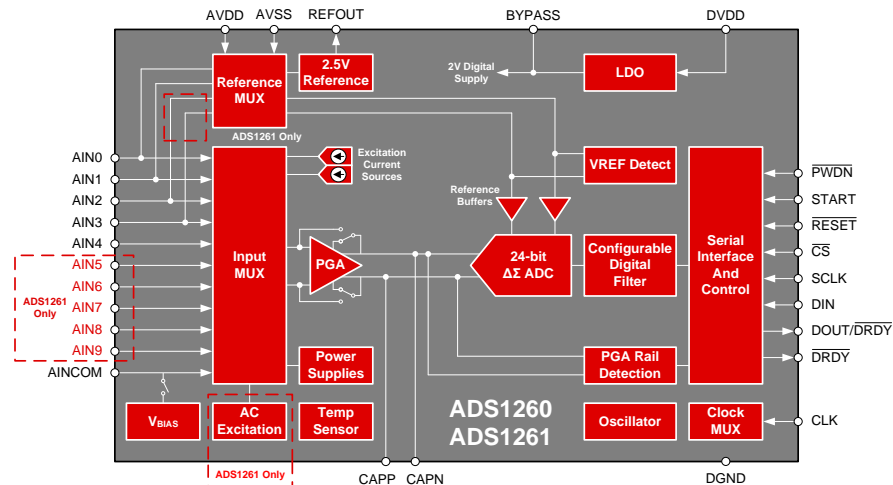 AVDD
AVSS
REFOUT
BYPASS
DVDD
Reference
MUX
2.5V
Reference
2V Digital
Supply
LDO
ADS1261 Only
AIN0
AIN1
AIN2
AIN3
AIN4
AIN5
AIN6
AIN7
AIN8
AIN9
AINCOM
ADS1261
Only
Input
MUX
Excitation
Current
Sources
PGA
Reference
Buffers
VREF Detect
24-bit
ΔΣ ADC
Configurable
Digital
Filter
Serial
Interface
And
Control
PWDN
START
RESET
CS
SCLK
DIN
DOUT/DRDY
DRDY
Power
Supplies
PGA Rail
Detection
VBIAS
AC
Excitation
Temp
Sensor
ADS1260
ADS1261
Oscillator
Clock
MUX
CLK
ADS1261 Only
CAPP
CAPN
DGND